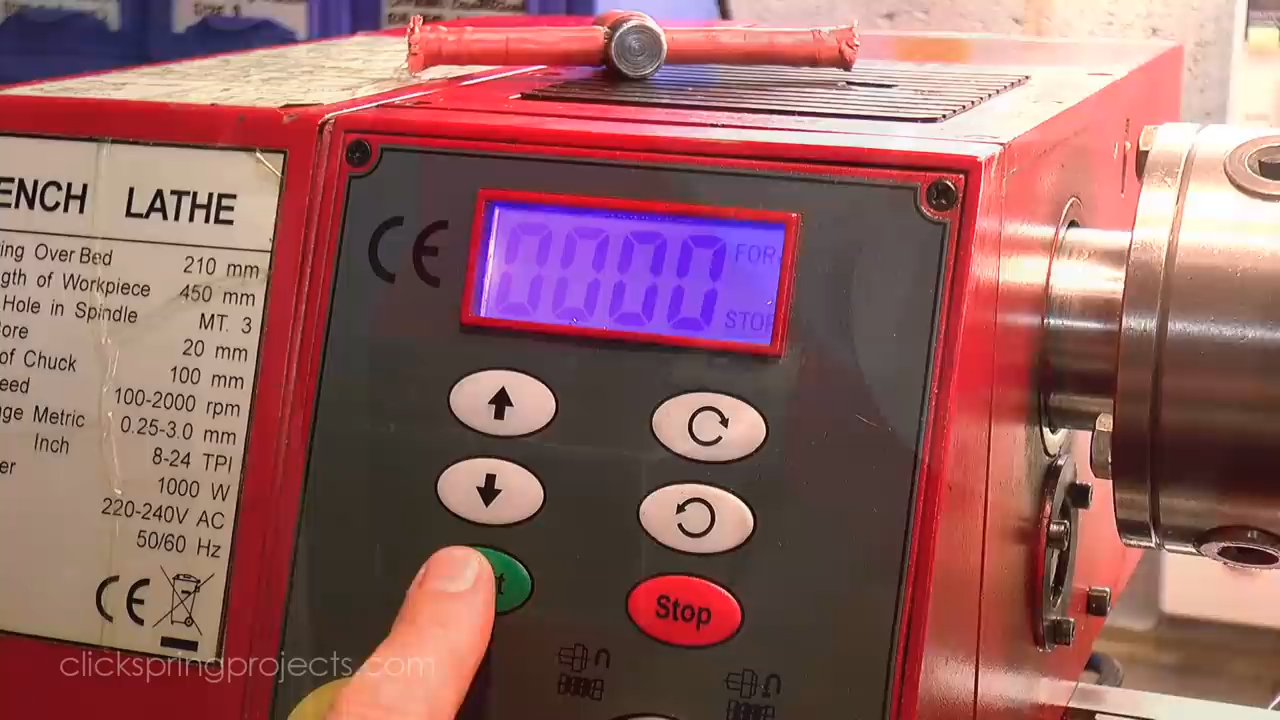 ENCH LATHE
ing Over Bed 210 mm
gth of Workpiece 450 mm
Hole in Spindle MT. 3
ore 20 mm
of Chuck 100 mm
eed 100-2000 rpm
ge Metric 0.25-3.0 mm
Inch 8-24 TPI
er 1000 W
220-240V AC
50/60 Hz
CE
CE
0000 FOR
STOP
t
Stop
clickspringprojects.com